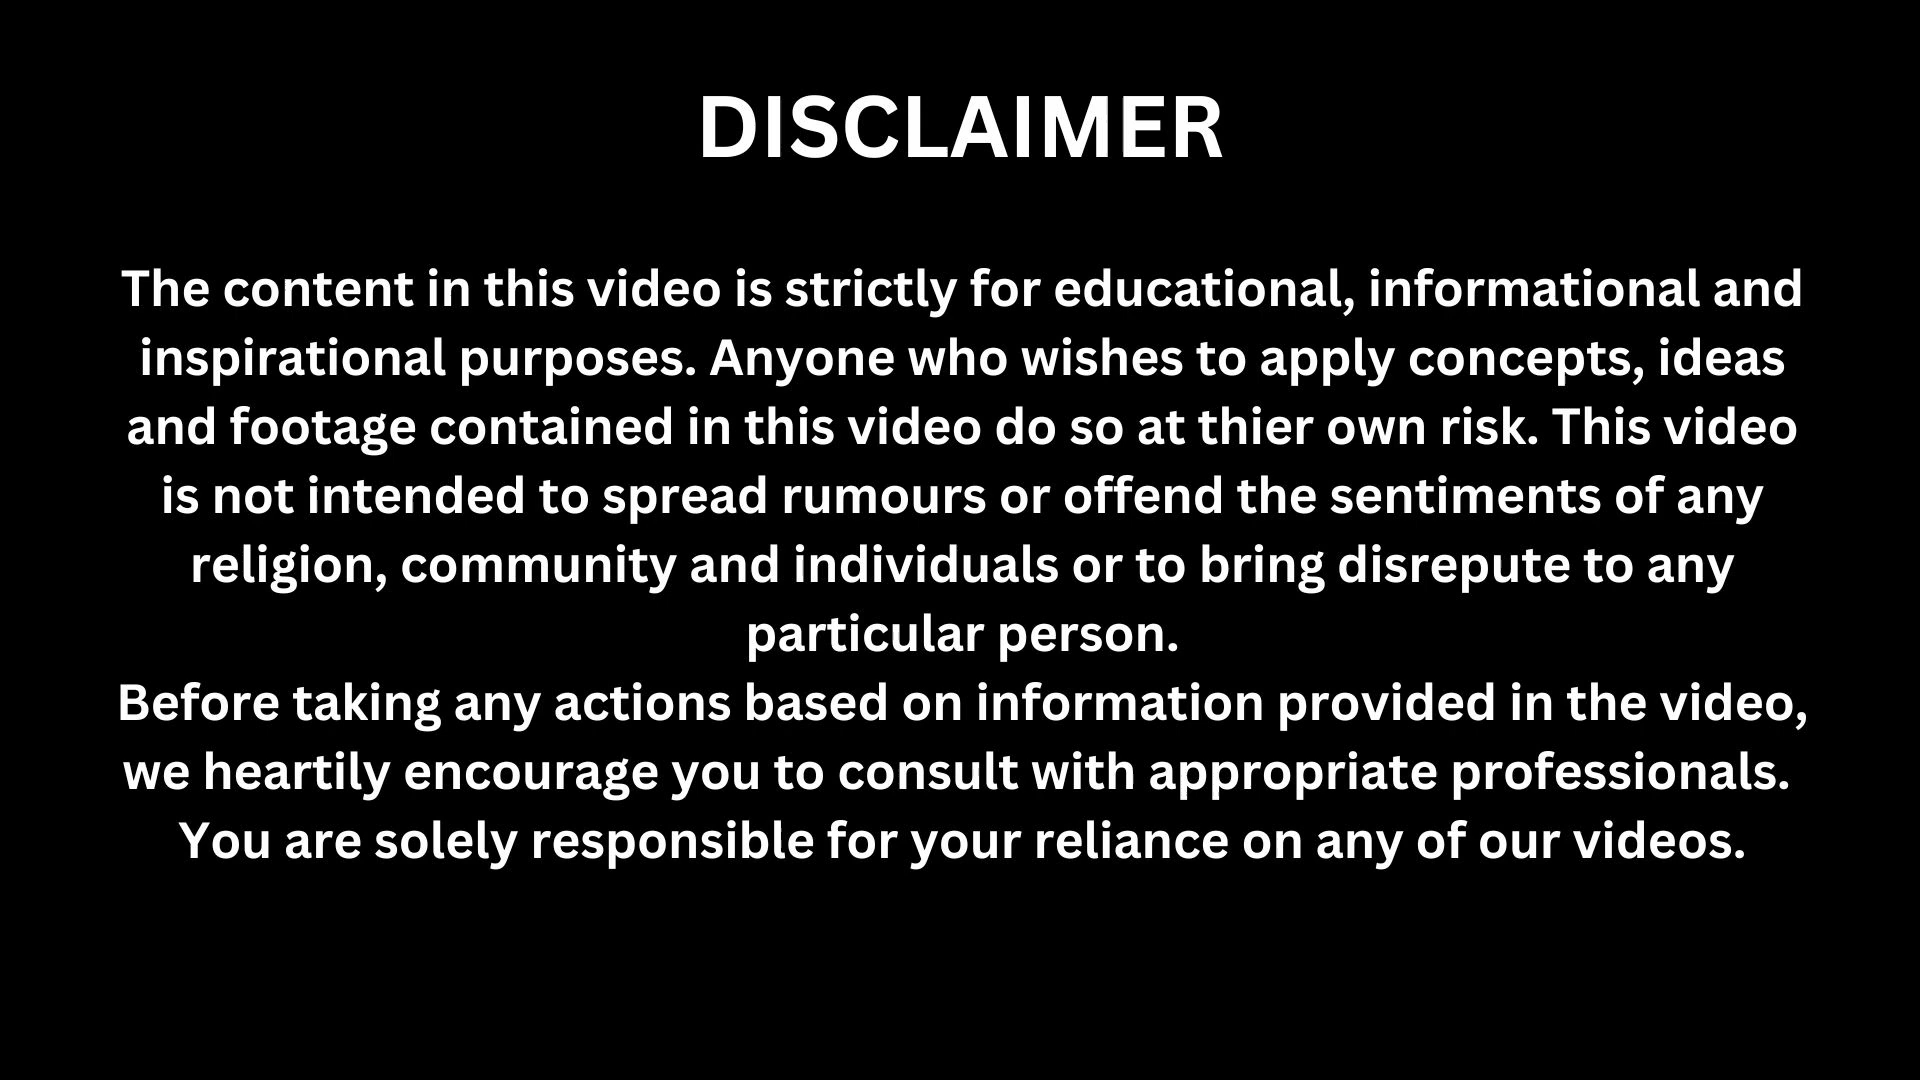 DISCLAIMER
The content in this video is strictly for educational, informational and
inspirational purposes. Anyone who wishes to apply concepts, ideas
and footage contained in this video do so at thier own risk. This video
is not intended to spread rumours or offend the sentiments of any
religion, community and individuals or to bring disrepute to any
particular person.
Before taking any actions based on information provided in the video,
we heartily encourage you to consult with appropriate professionals.
You are solely responsible for your reliance on any of our videos.